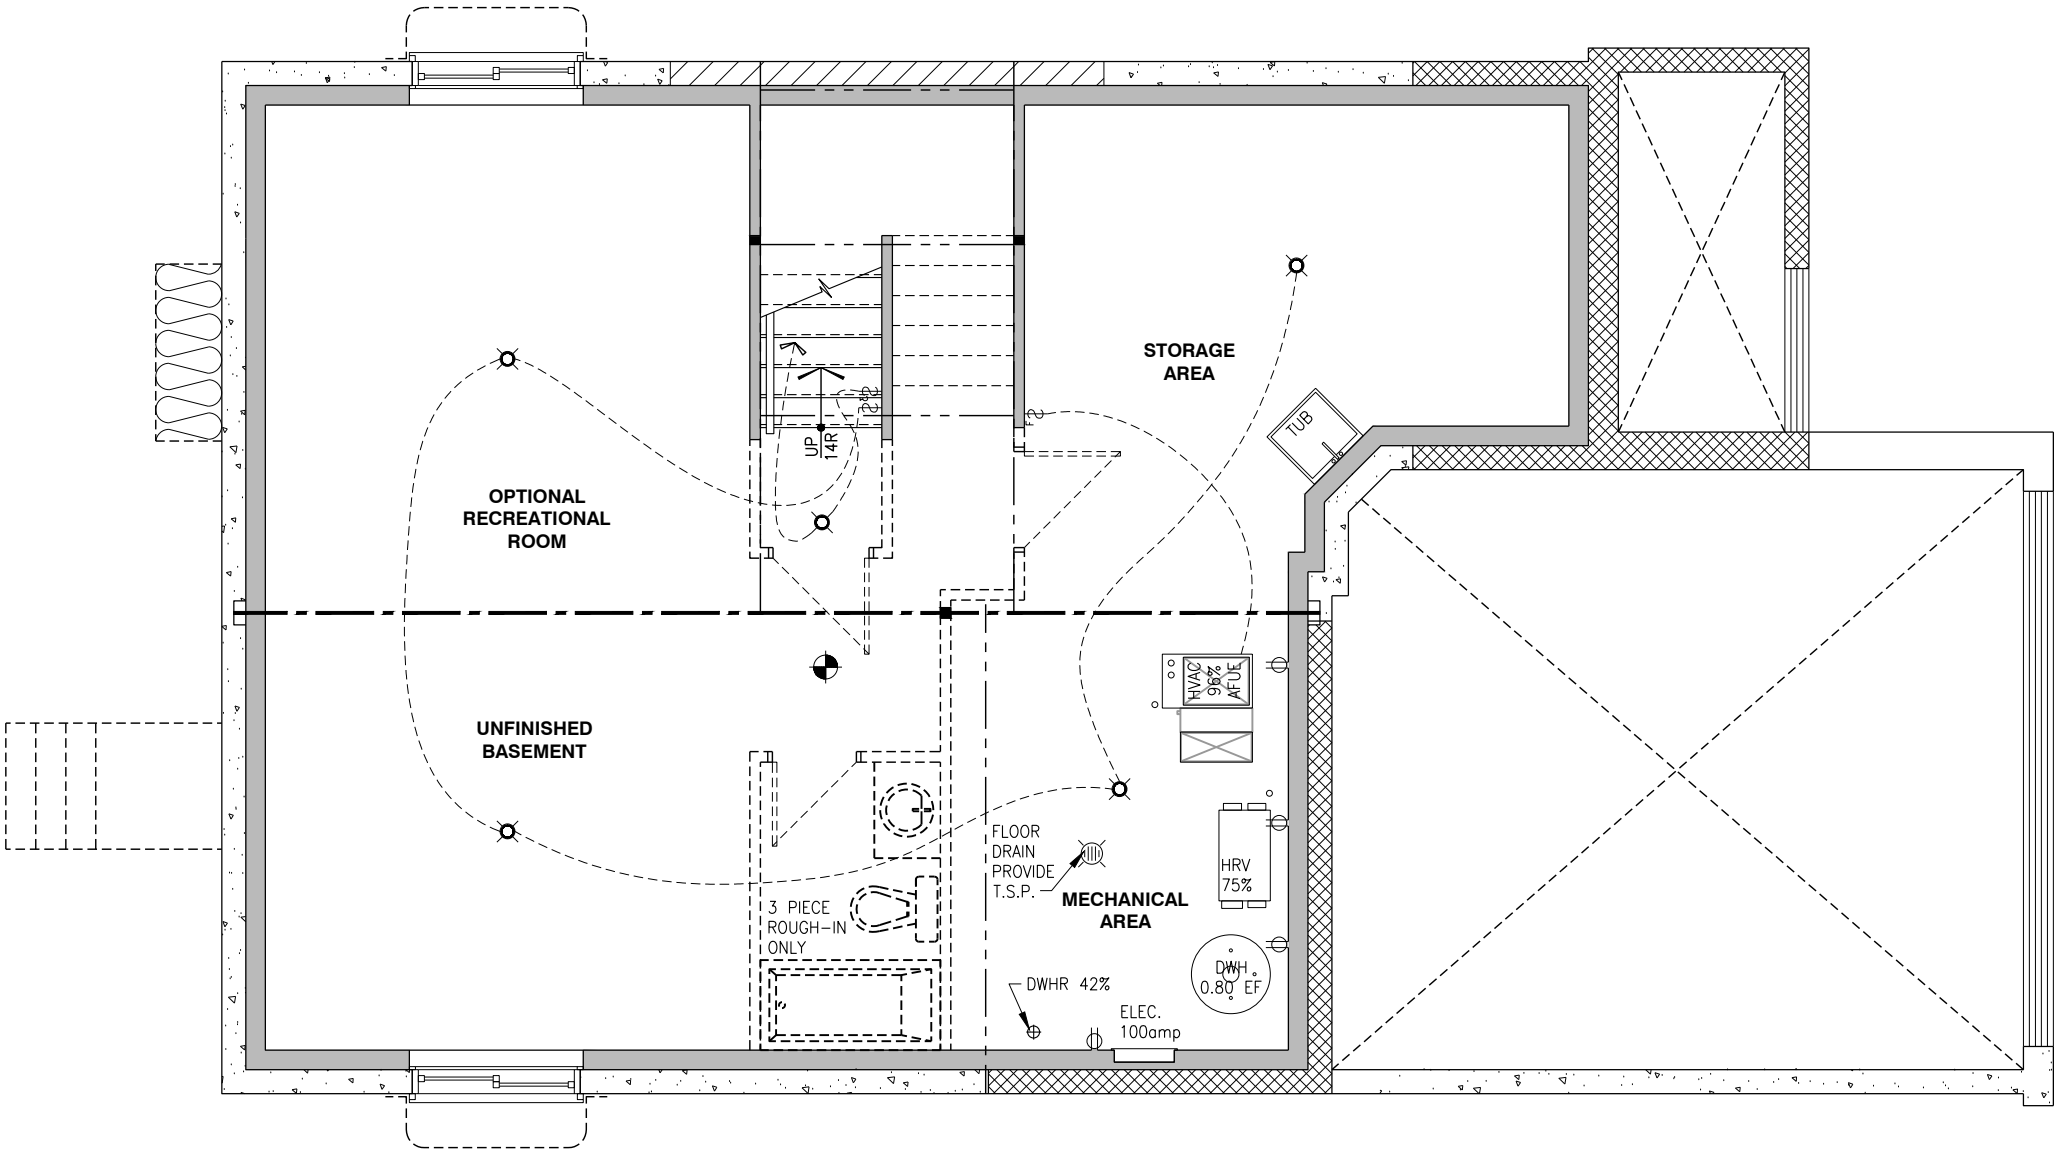 STORAGE
AREA
TUB
UP
14R
S
S
S
OPTIONAL
RECREATIONAL
ROOM
HVAC
96%
AFUE
UNFINISHED
BASEMENT
FLOOR
DRAIN
PROVIDE
T.S.P.
HRV
75%
MECHANICAL
AREA
3 PIECE
ROUGH-IN
ONLY
DWH
0.80 EF
DWHR 42%
ELEC.
100amp